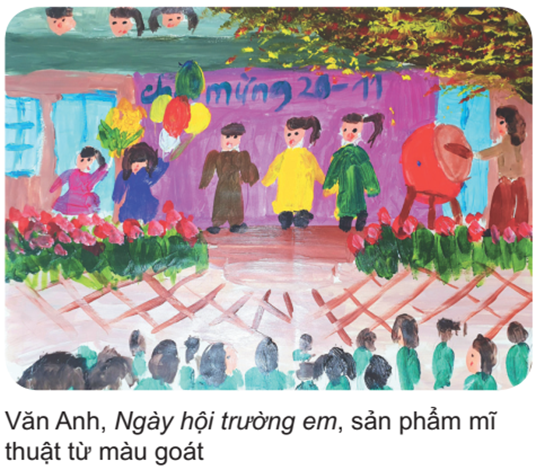 chào mừng 20-11
Văn Anh, Ngày hội trường em, sản phẩm mĩ
thuật từ màu goát